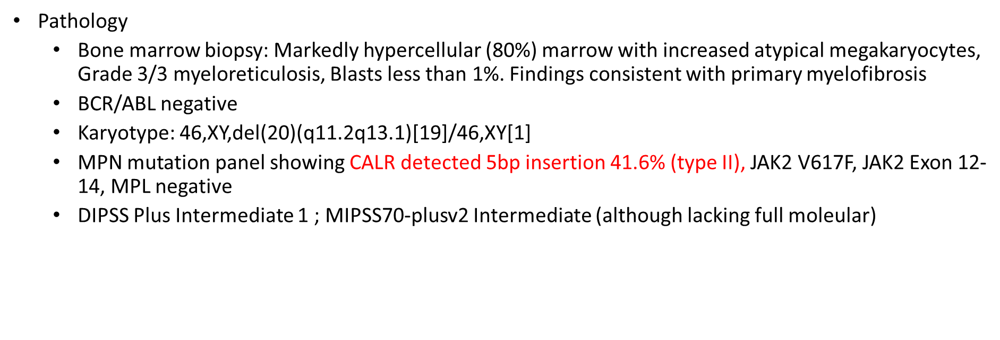 • Pathology
• Bone marrow biopsy: Markedly hypercellular (80%) marrow with increased atypical megakaryocytes,
Grade 3/3 myeloreticulosis, Blasts less than 1%. Findings consistent with primary myelofibrosis
• BCR/ABL negative
• Karyotype: 46,XY,del(20)(q11.2q13.1)[19]/46,XY[1]
• MPN mutation panel showing CALR detected 5bp insertion 41.6% (type II), JAK2 V617F, JAK2 Exon 12-
14, MPL negative
• DIPSS Plus Intermediate 1 ; MIPSS70-plusv2 Intermediate (although lacking full moleular)